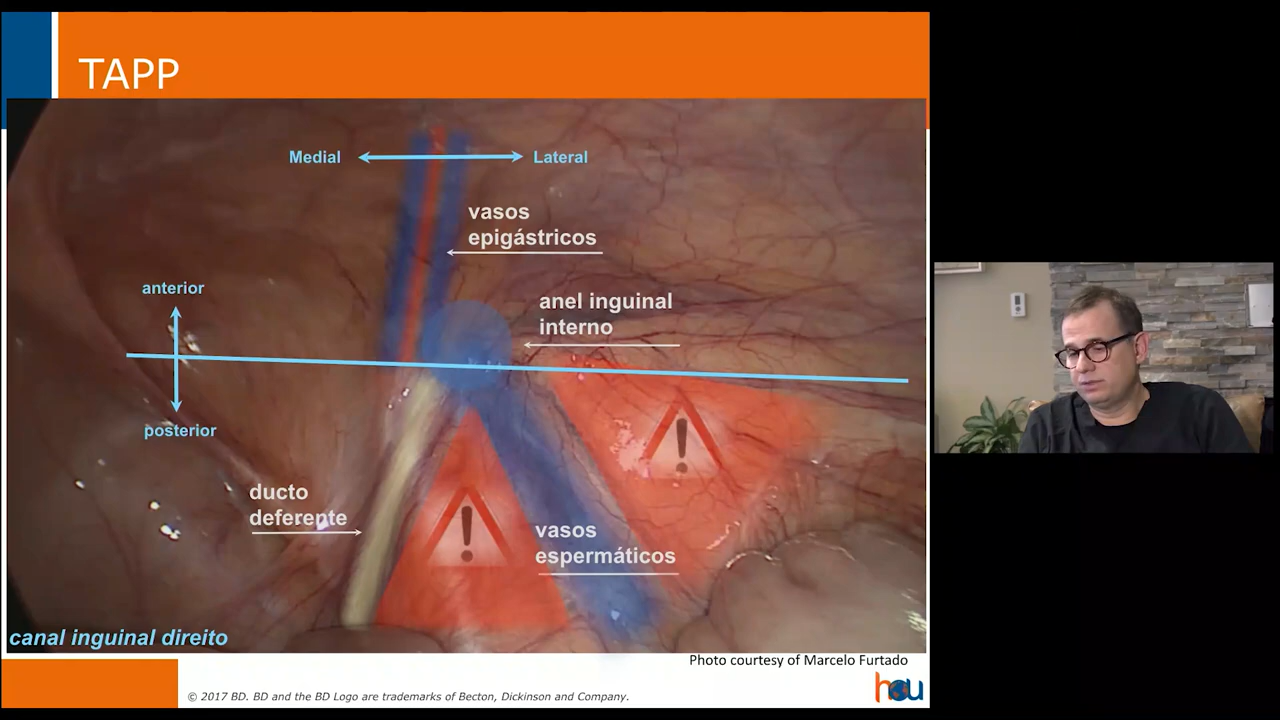 TAPP
Medial
Lateral
vasos
epigástricos
anterior
anel inguinal
interno
posterior
ducto
deferente
vasos
espermáticos
canal inguinal direito
Photo courtesy of Marcelo Furtado
© 2017 BD. BD and the BD Logo are trademarks of Becton, Dickinson and Company.
hou